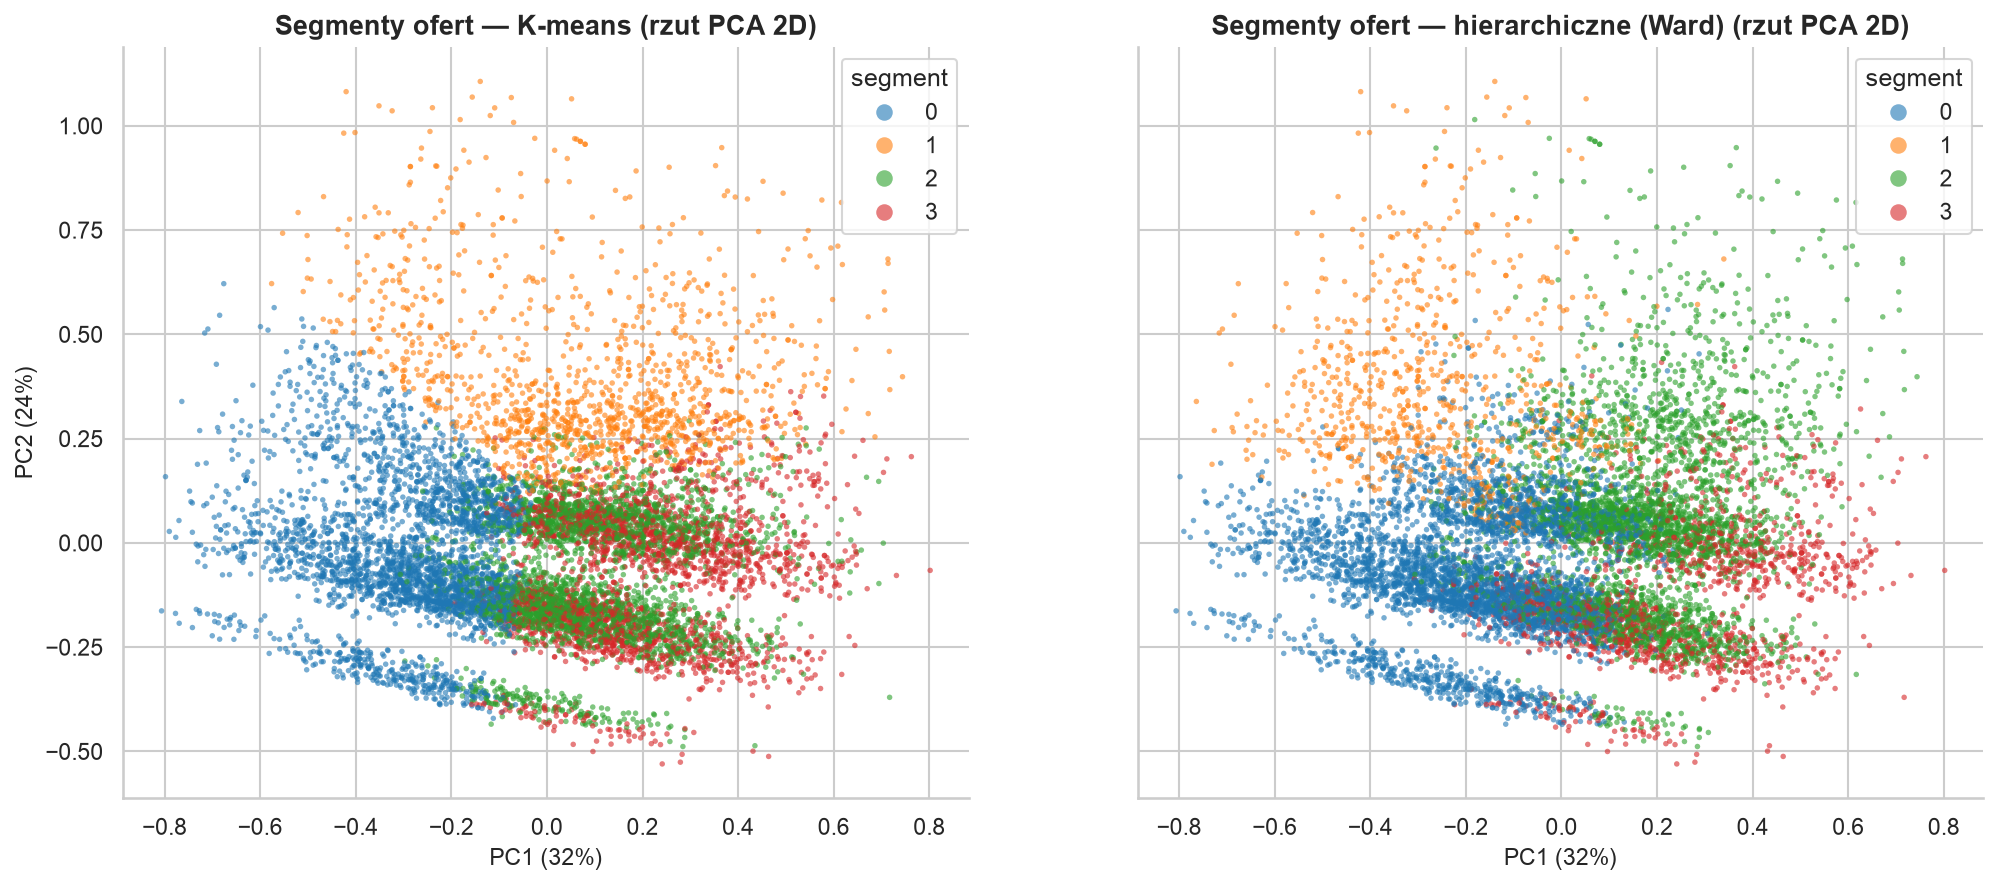 Segmenty ofert — K-means (rzut PCA 2D)
segment
0
1
2
3
1.00
0.75
0.50
0.25
0.00
−0.25
−0.50
PC2 (24%)
−0.8 −0.6 −0.4 −0.2 0.0 0.2 0.4 0.6 0.8
PC1 (32%)
Segmenty ofert — hierarchiczne (Ward) (rzut PCA 2D)
segment
0
1
2
3
−0.8 −0.6 −0.4 −0.2 0.0 0.2 0.4 0.6 0.8
PC1 (32%)